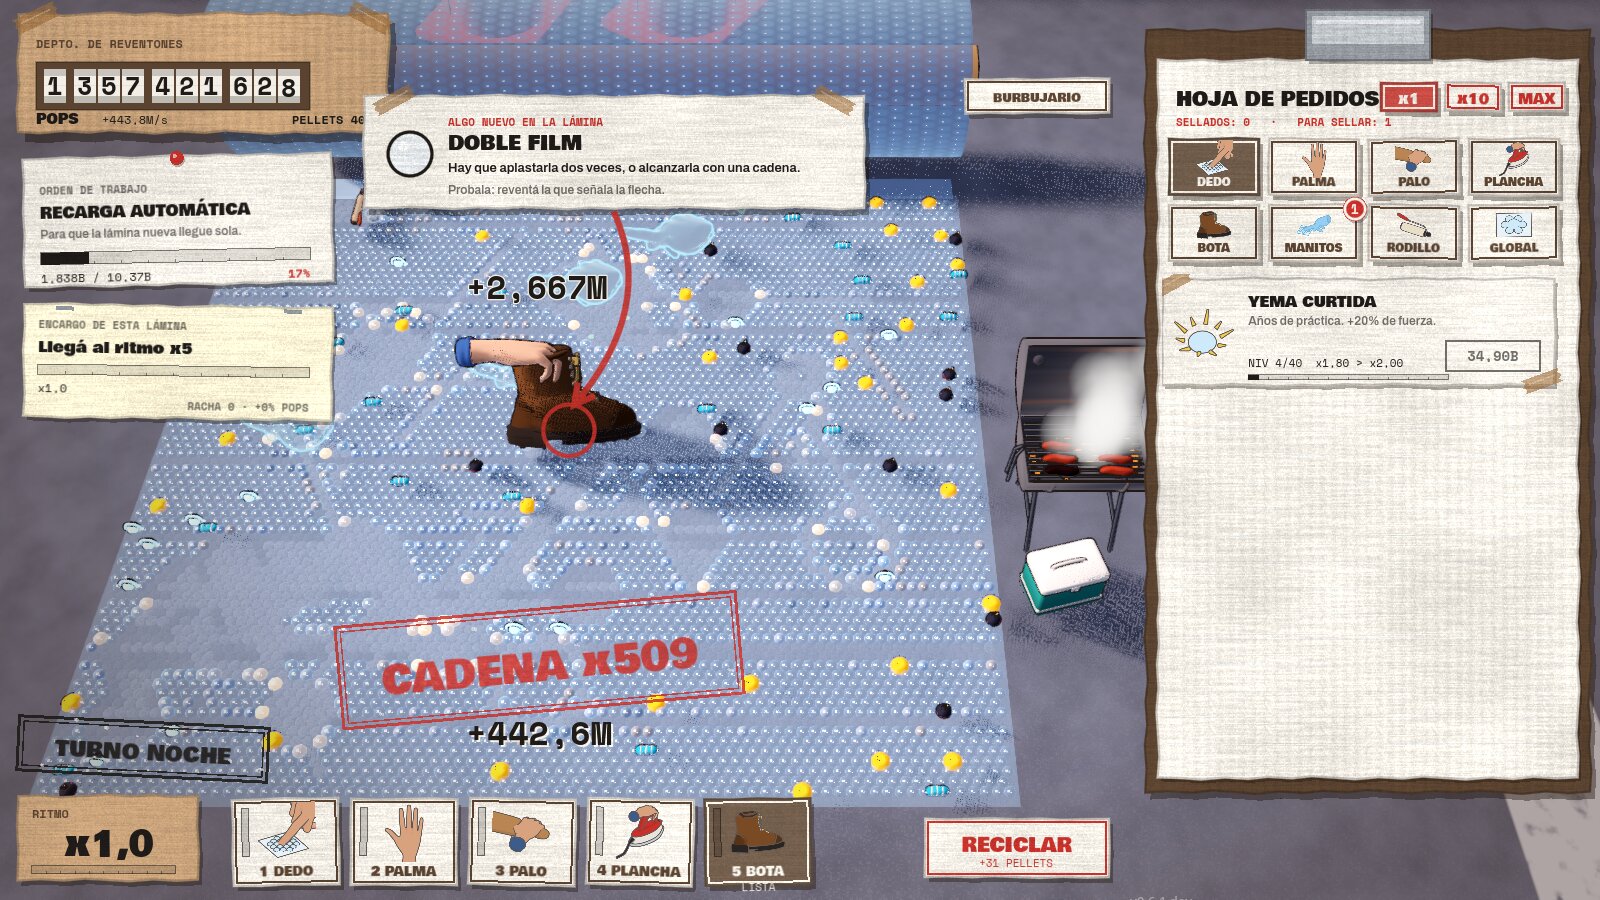 DEPTO. DE REVENTONES
1 357 421 628
POPS +443,8M/s PELLETS 40
ORDEN DE TRABAJO
RECARGA AUTOMÁTICA
Para que la lámina nueva llegue sola.
1,838B / 10,37B 17%
ENCARGO DE ESTA LÁMINA
Llegá al ritmo x5
x1,0
RACHA 0 · +0% POPS
ALGO NUEVO EN LA LÁMINA
DOBLE FILM
Hay que aplastarla dos veces, o alcanzarla con una cadena.
Probala: reventá la que señala la flecha.
BURBUJARIO
+2,667M
CADENA x509
+442,6M
TURNO NOCHE
RITMO
x1,0
1 DEDO
2 PALMA
3 PALO
4 PLANCHA
5 BOTA
LISTA
RECICLAR
+31 PELLETS
HOJA DE PEDIDOS x1 x10 MAX
SELLADOS: 0 · PARA SELLAR: 1
DEDO
PALMA
PALO
PLANCHA
BOTA
MANITOS
1
RODILLO
GLOBAL
YEMA CURTIDA
Años de práctica. +20% de fuerza.
NIV 4/40 x1,80 > x2,00
34,90B